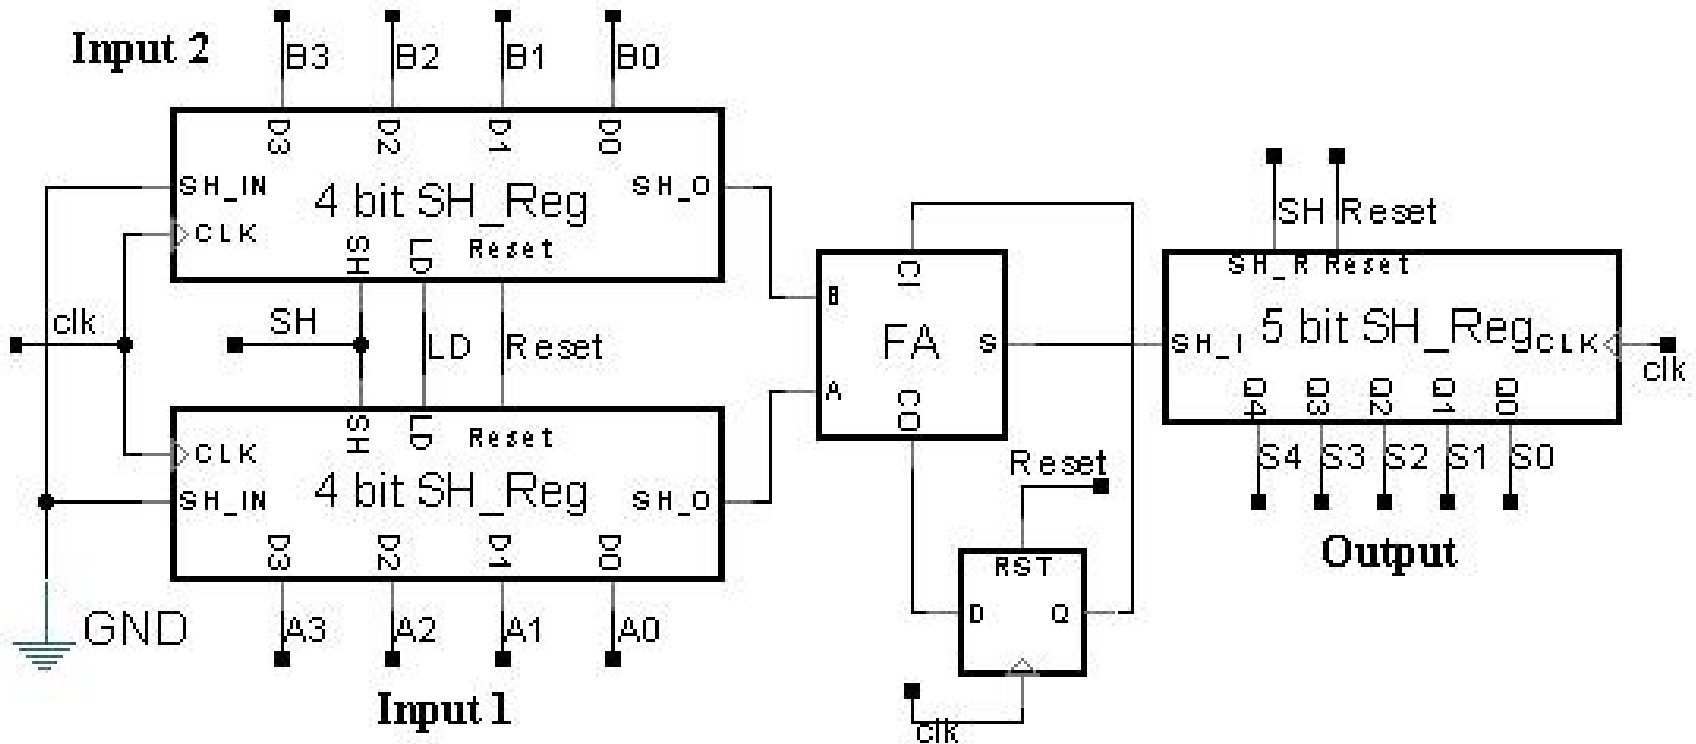 Input 2
B3 B2 B1 B0
D3 D2 D1 D0
SH_IN 4 bit SH_Reg SH_O
CLK
SH LD Reset
clk SH LD Reset
SH LD Reset
CLK
SH_IN 4 bit SH_Reg SH_O
D3 D2 D1 D0
GND
A3 A2 A1 A0
Input 1
CI
B
FA S
A
CO
Reset
RST
D Q
clk
SH Reset
SH_R Reset
SH_I 5 bit SH_Reg CLK
clk
Q4 Q3 Q2 Q1 Q0
S4 S3 S2 S1 S0
Output